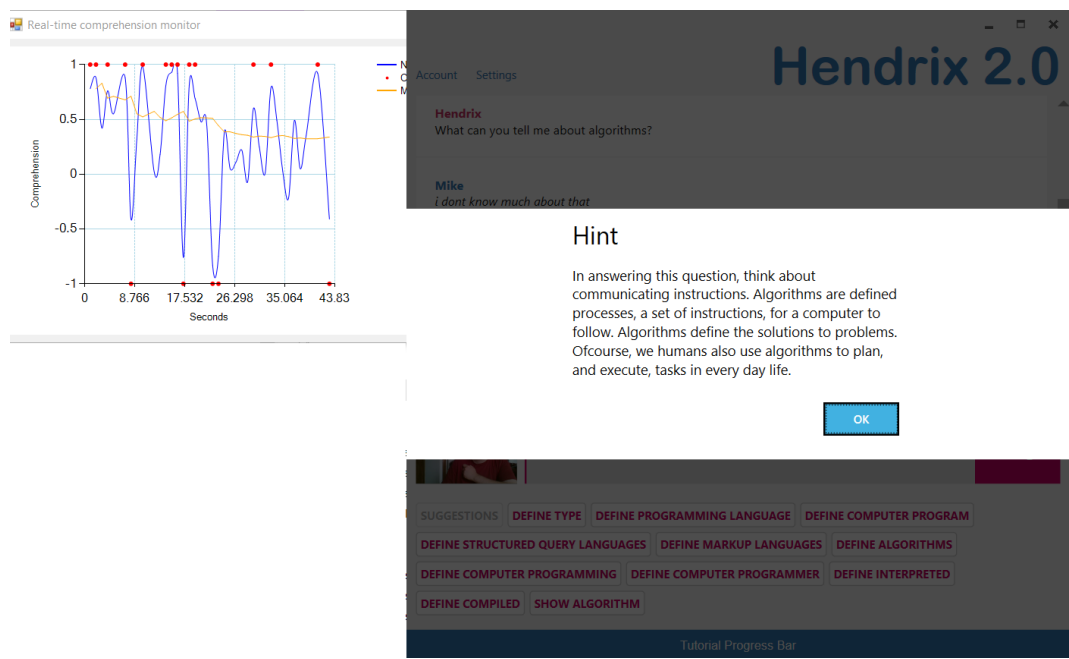 Real-time comprehension monitor
1
0.5
0
-0.5
-1
Comprehension
0 8.766 17.532 26.298 35.064 43.83
Seconds
Hendrix 2.0
Account Settings
Hendrix
What can you tell me about algorithms?
Mike
i dont know much about that
Hint
In answering this question, think about
communicating instructions. Algorithms are defined
processes, a set of instructions, for a computer to
follow. Algorithms define the solutions to problems.
Ofcourse, we humans also use algorithms to plan,
and execute, tasks in every day life.
OK
SUGGESTIONS DEFINE TYPE DEFINE PROGRAMMING LANGUAGE DEFINE COMPUTER PROGRAM
DEFINE STRUCTURED QUERY LANGUAGES DEFINE MARKUP LANGUAGES DEFINE ALGORITHMS
DEFINE COMPUTER PROGRAMMING DEFINE COMPUTER PROGRAMMER DEFINE INTERPRETED
DEFINE COMPILED SHOW ALGORITHM
Tutorial Progress Bar